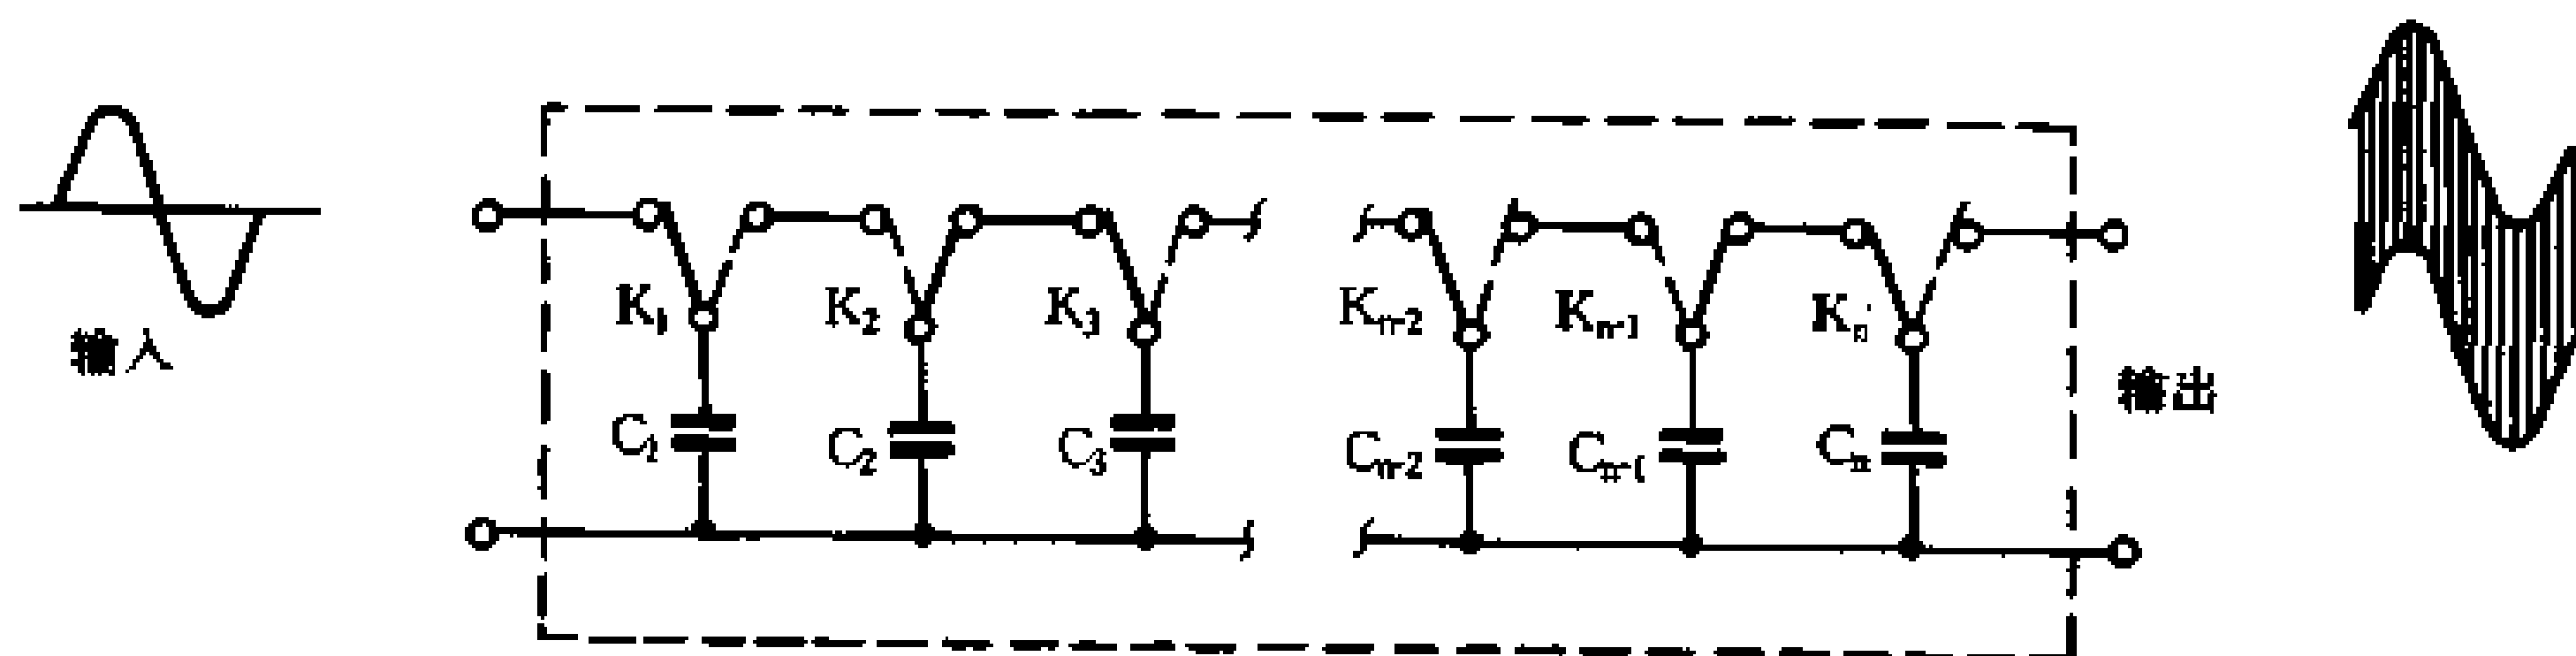 输入
K₁ K₂ K₃ Kₙ₋₂ Kₙ₋₁ Kₙ
C₁ C₂ C₃ Cₙ₋₂ Cₙ₋₁ Cₙ
输出